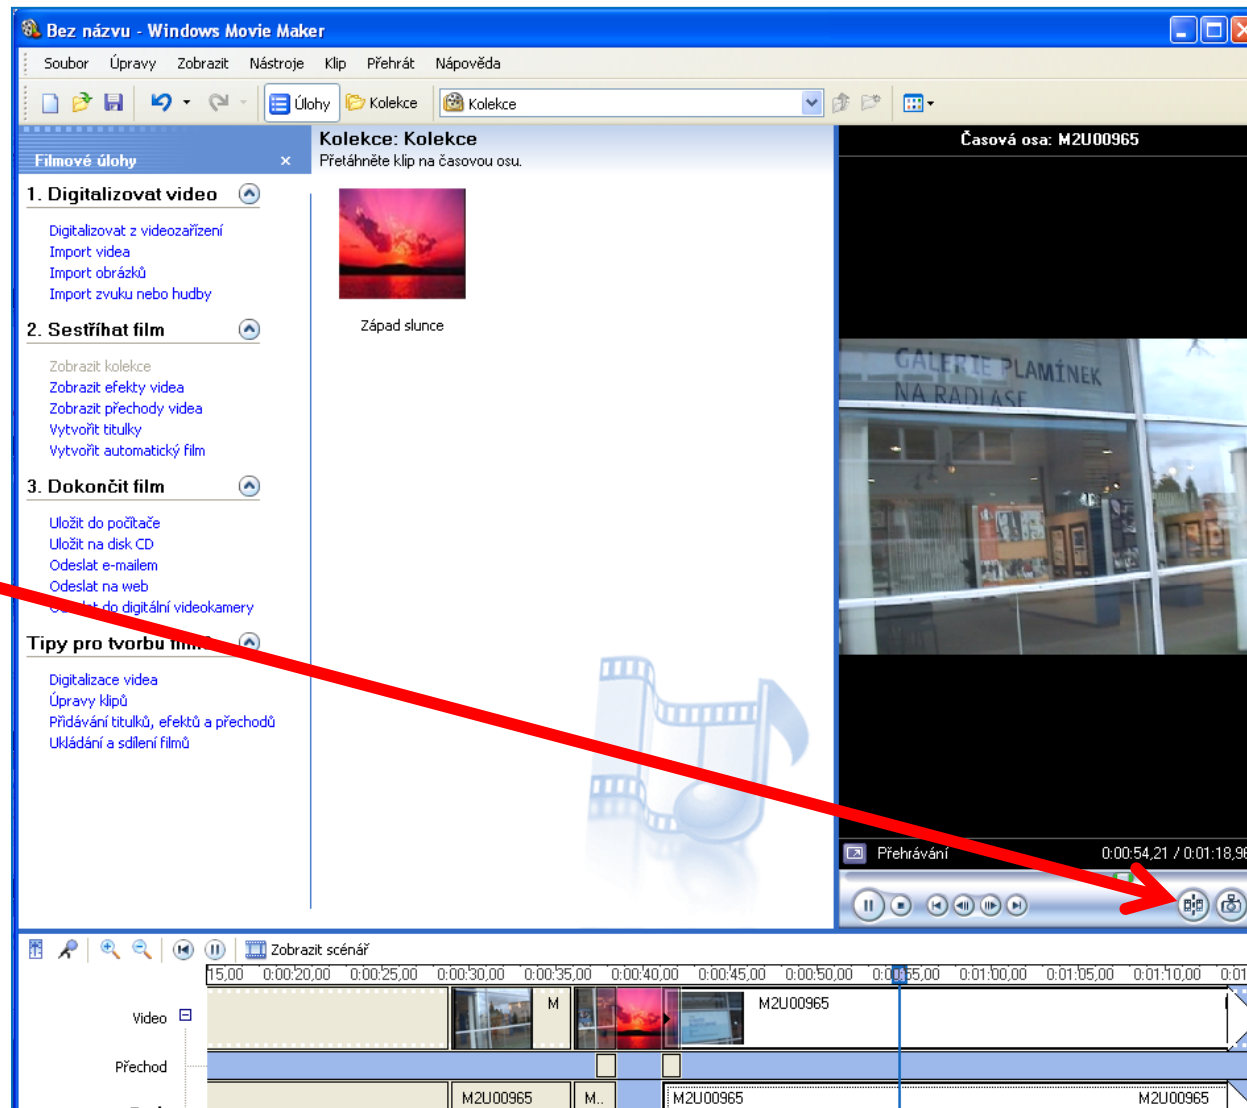 Bez názvu - Windows Movie Maker
Soubor Úpravy Zobrazit Nástroje Klip Přehrát Nápověda
Úlohy Kolekce Kolekce
Filmové úlohy
Kolekce: Kolekce
Přetáhněte klip na časovou osu.
Časová osa: M2U00965
1. Digitalizovat video
Digitalizovat z videozařízení
Import videa
Import obrázků
Import zvuku nebo hudby
2. Sestříhat film
Zobrazit kolekce
Zobrazit efekty videa
Zobrazit přechody videa
Vytvořit titulky
Vytvořit automatický film
3. Dokončit film
Uložit do počítače
Uložit na disk CD
Odeslat e-mailem
Odeslat na web
do digitální videokamery
Tipy pro tvorbu
Digitalizace videa
Úpravy klipů
Přidávání titulků, efektů a přechodů
Ukládání a sdílení filmů
Západ slunce
GALERIE PLAMÍNEK
NA RADLASE
Přehrávání 0:00:54,21 / 0:01:18,96
Zobrazit scénář
15,00 0:00:20,00 0:00:25,00 0:00:30,00 0:00:35,00 0:00:40,00 0:00:45,00 0:00:50,00 0:00:55,00 0:01:00,00 0:01:05,00 0:01:10,00 0:01
Video M M2U00965
Přechod
M2U00965 M.. M2U00965 M2U00965